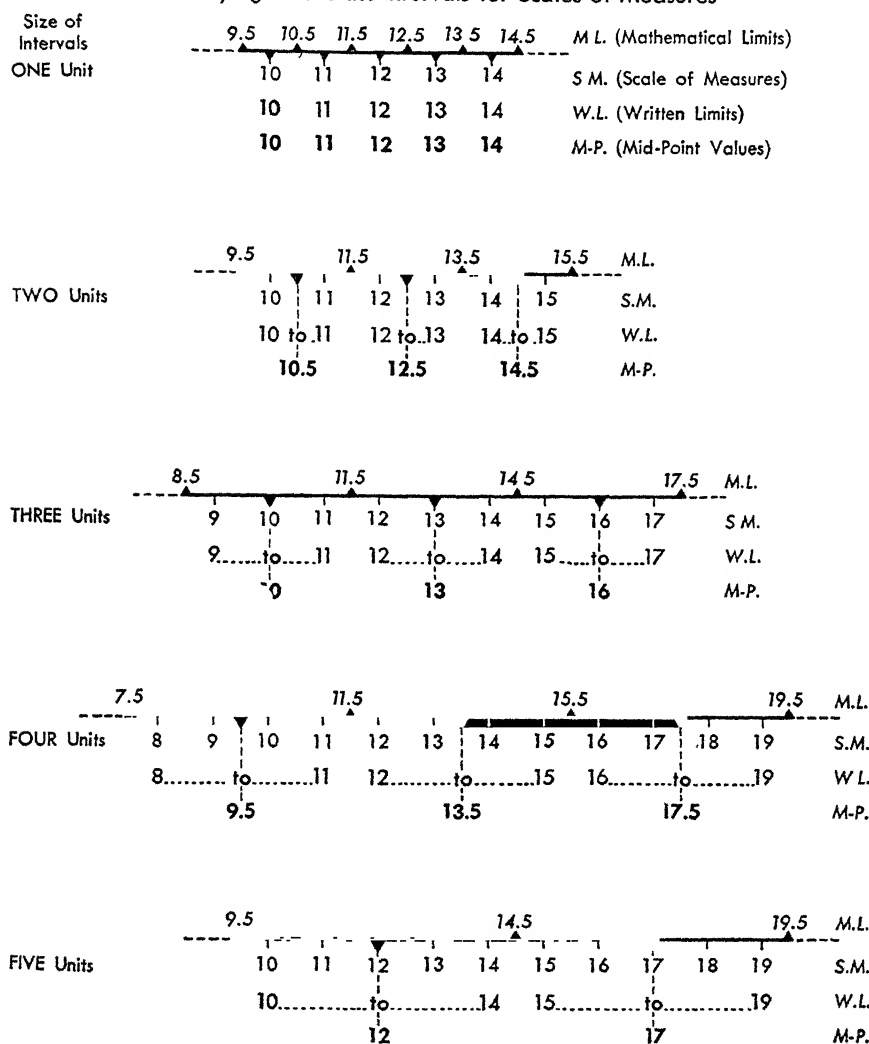 Intervals for Scales of Measures
Size of
Intervals
9.5 10.5 11.5 12.5 13 5 14.5 M L. (Mathematical Limits)
ONE Unit 10 11 12 13 14 S M. (Scale of Measures)
10 11 12 13 14 W.L. (Written Limits)
10 11 12 13 14 M-P. (Mid-Point Values)
9.5 11.5 13.5 15.5 M.L.
TWO Units 10 11 12 13 14 15 S.M.
10 to 11 12 to 13 14 to 15 W.L.
10.5 12.5 14.5 M-P.
8.5 11.5 14 5 17.5 M.L.
THREE Units 9 10 11 12 13 14 15 16 17 S M.
9 to 11 12 to 14 15 to 17 W.L.
0 13 16 M-P.
7.5 11.5 15.5 19.5 M.L.
FOUR Units 8 9 10 11 12 13 14 15 16 17 18 19 S.M.
8 to 11 12 to 15 16 to 19 W L.
9.5 13.5 17.5 M-P.
9.5 14.5 19.5 M.L.
FIVE Units 10 11 12 13 14 15 16 17 18 19 S.M.
10 to 14 15 to 19 W.L.
12 17 M-P.